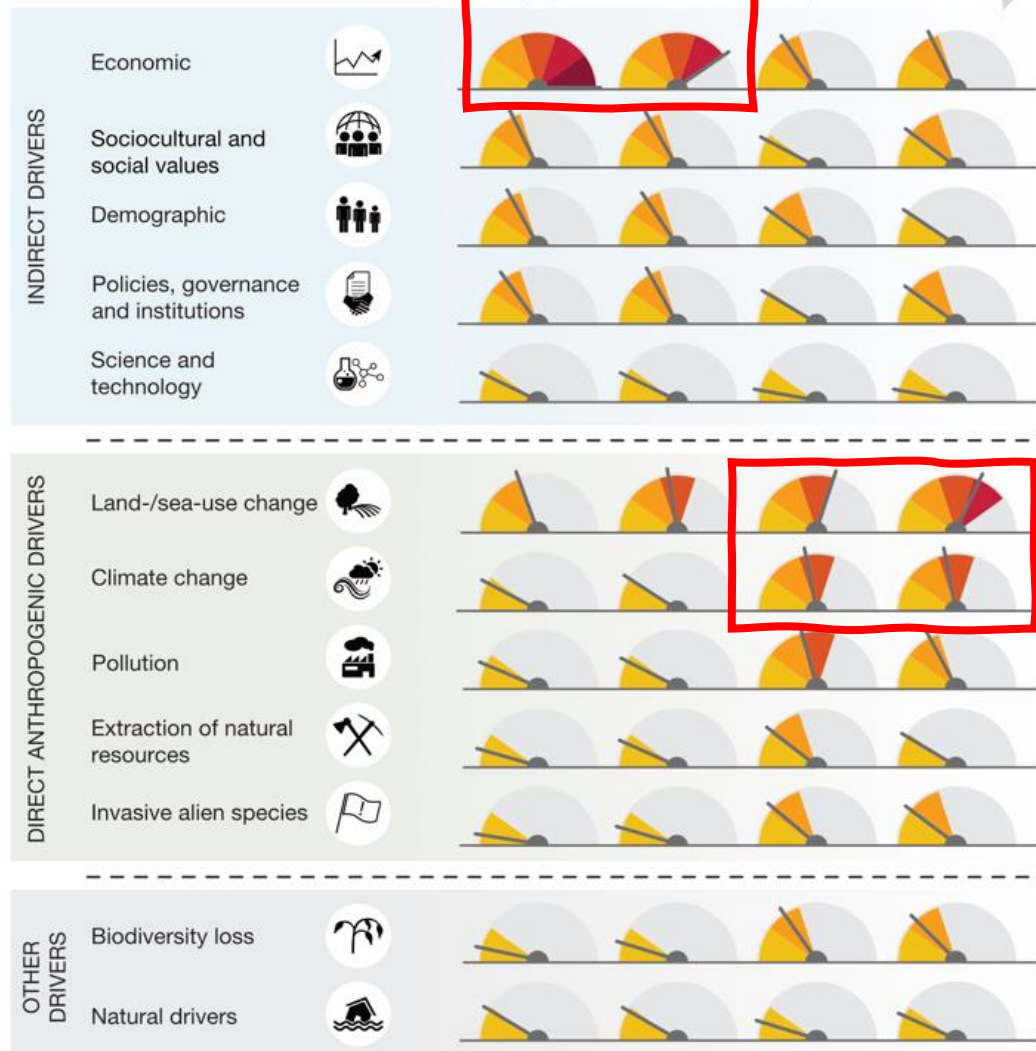 INDIRECT DRIVERS
Economic
Sociocultural and
social values
Demographic
Policies, governance
and institutions
Science and
technology
DIRECT ANTHROPOGENIC DRIVERS
Land-/sea-use change
Climate change
Pollution
Extraction of natural
resources
Invasive alien species
OTHER
DRIVERS
Biodiversity loss
Natural drivers